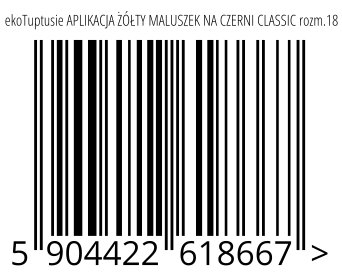 ekoTuptusie APLIKACJA ŻÓŁTY MALUSZEK NA CZERNI CLASSIC rozm.18
5 904422 618667 >